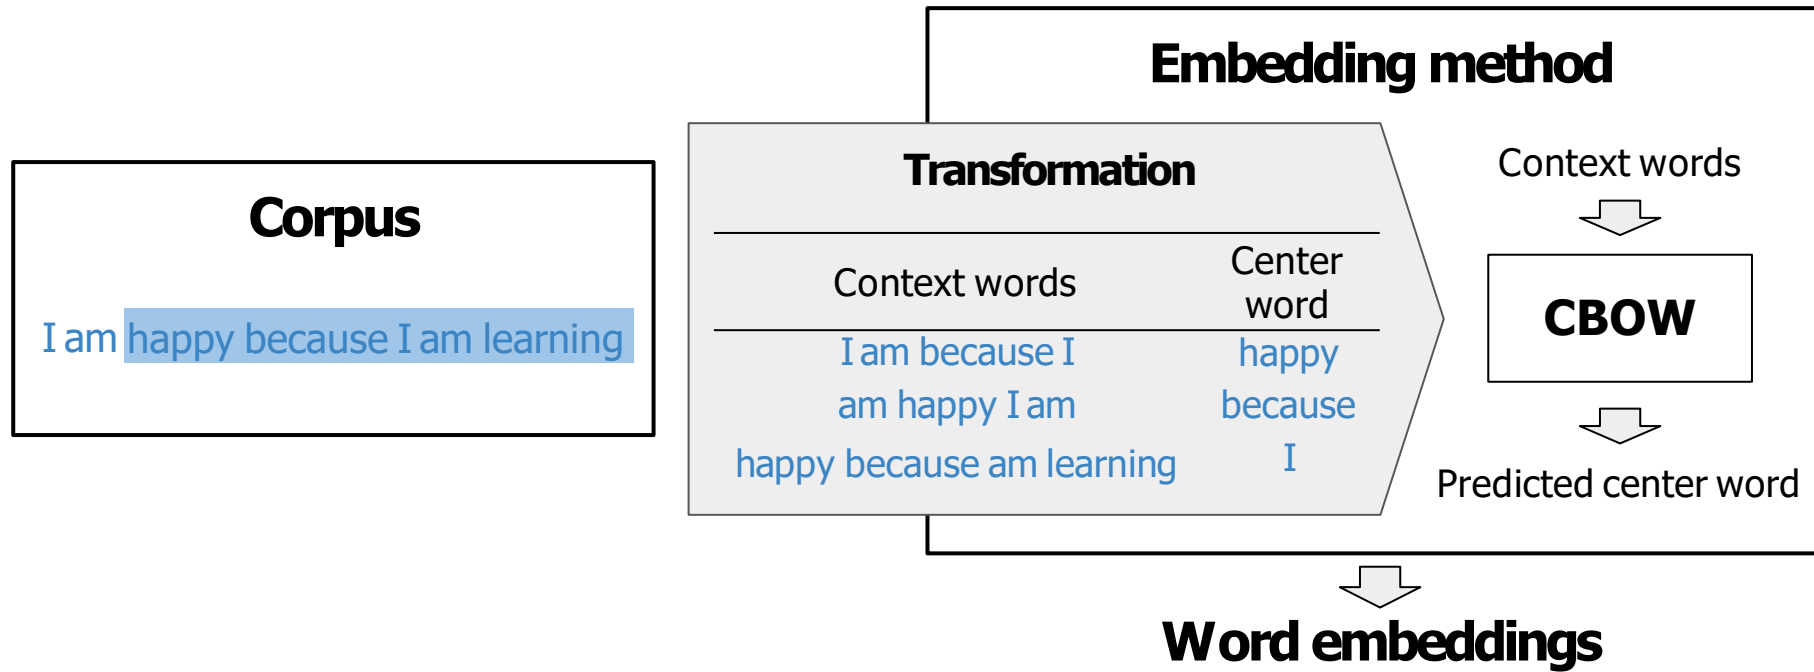 Embedding method
Corpus
I am happy because I am learning
Transformation
Context words
Center
word
I am because I
happy
am happy I am
because
happy because am learning
I
Context words
CBOW
Predicted center word
Word embeddings